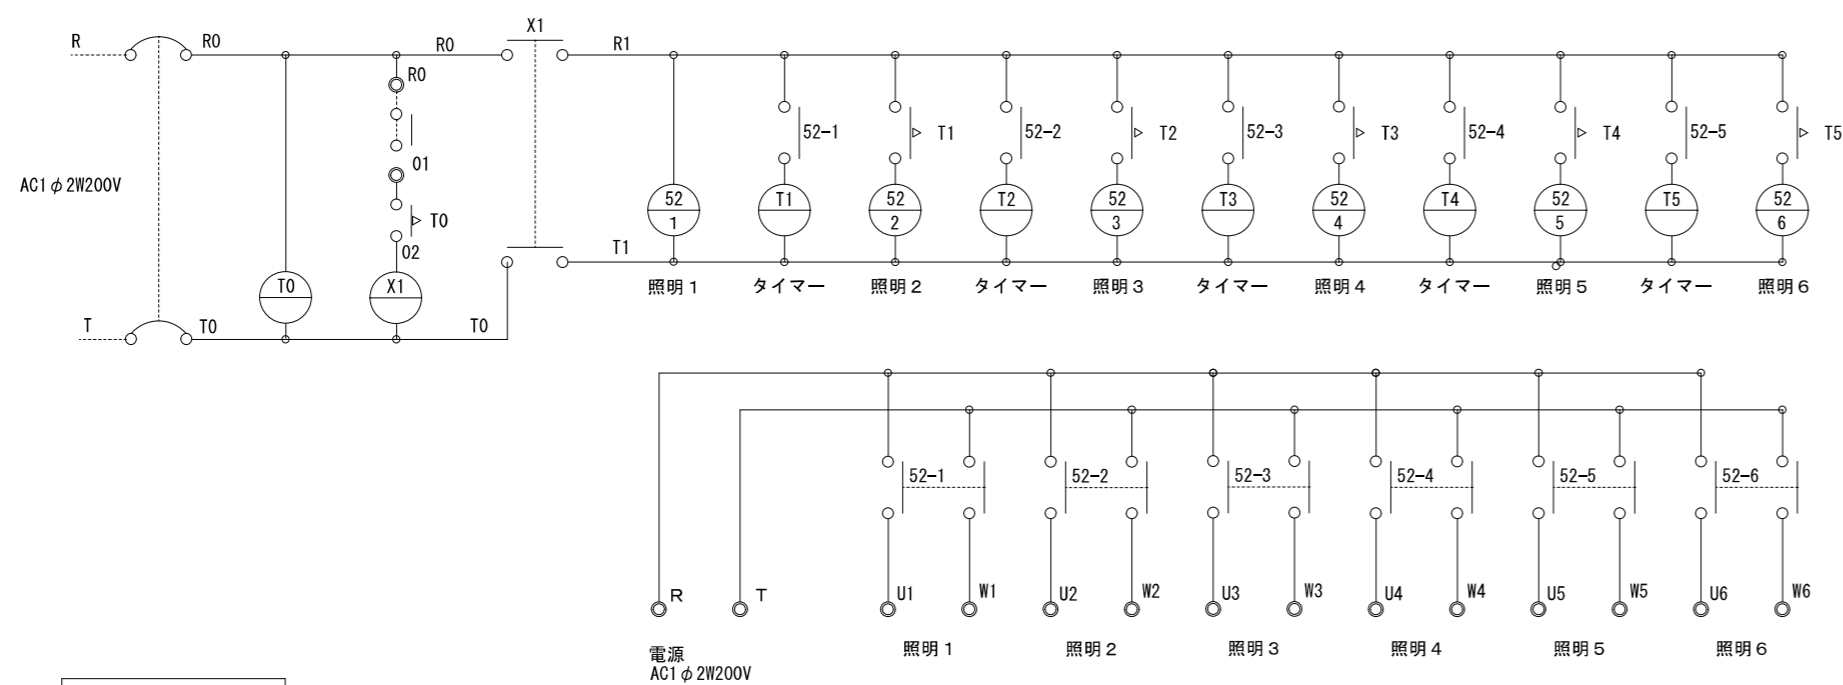 X1
R R0 R0 R1
R0
52-1 T1 52-2 T2 52-3 T3 52-4 T4 52-5 T5
01
AC1φ2W200V
T0
52 1 T1 52 2 T2 52 3 T3 52 4 T4 52 5 T5 52 6
02
T1
T0 X1
照明1 タイマー 照明2 タイマー 照明3 タイマー 照明4 タイマー 照明5 タイマー 照明6
T T0 T0
52-1 52-2 52-3 52-4 52-5 52-6
R T U1 W1 U2 W2 U3 W3 U4 W4 U5 W5 U6 W6
電源 照明1 照明2 照明3 照明4 照明5 照明6
AC1φ2W200V